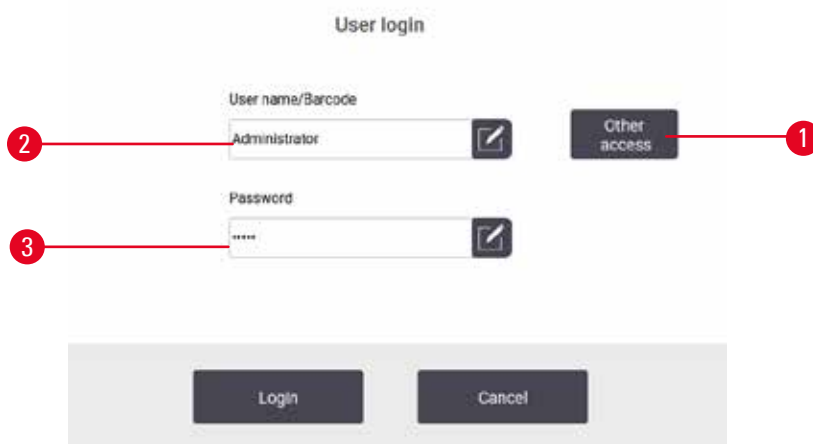 User login
User name/Barcode
2
Administrator
Other
access
1
Password
3
•••••
Login
Cancel